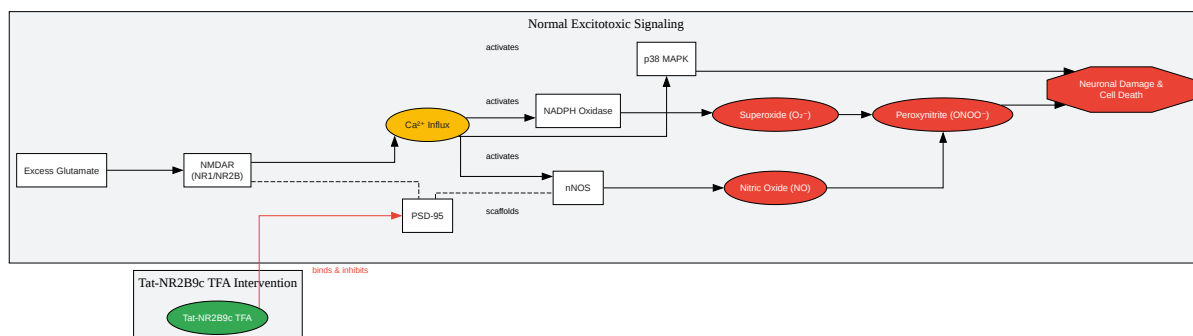 Normal Excitotoxic Signaling
activates
p38 MAPK
Neuronal Damage &
Cell Death
activates
NADPH Oxidase
Superoxide (O₂⁻)
Peroxynitrite (ONOO⁻)
Ca²⁺ Influx
activates
Excess Glutamate
NMDAR
(NR1/NR2B)
nNOS
Nitric Oxide (NO)
scaffolds
PSD-95
binds & inhibits
Tat-NR2B9c TFA Intervention
Tat-NR2B9c TFA